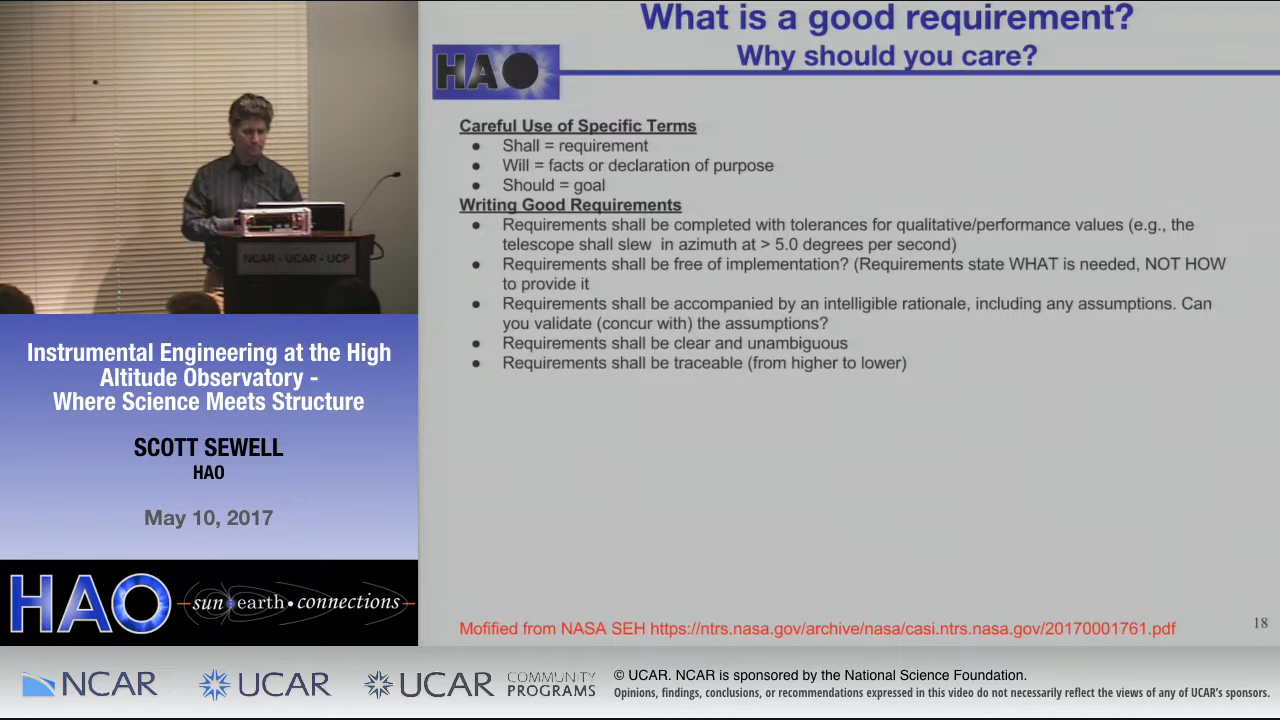 What is a good requirement?
Why should you care?
HAO
Careful Use of Specific Terms
● Shall = requirement
● Will = facts or declaration of purpose
● Should = goal
Writing Good Requirements
● Requirements shall be completed with tolerances for qualitative/performance values (e.g., the
telescope shall slew in azimuth at > 5.0 degrees per second)
● Requirements shall be free of implementation? (Requirements state WHAT is needed, NOT HOW
to provide it
● Requirements shall be accompanied by an intelligible rationale, including any assumptions. Can
you validate (concur with) the assumptions?
● Requirements shall be clear and unambiguous
● Requirements shall be traceable (from higher to lower)
Mofified from NASA SEH https://ntrs.nasa.gov/archive/nasa/casi.ntrs.nasa.gov/20170001761.pdf
18
NCAR - UCAR - UCP
Instrumental Engineering at the High
Altitude Observatory -
Where Science Meets Structure
SCOTT SEWELL
HAO
May 10, 2017
HAO
sun earth • connections
NCAR
UCAR
UCAR
COMMUNITY
PROGRAMS
© UCAR. NCAR is sponsored by the National Science Foundation.
Opinions, findings, conclusions, or recommendations expressed in this video do not necessarily reflect the views of any of UCAR's sponsors.